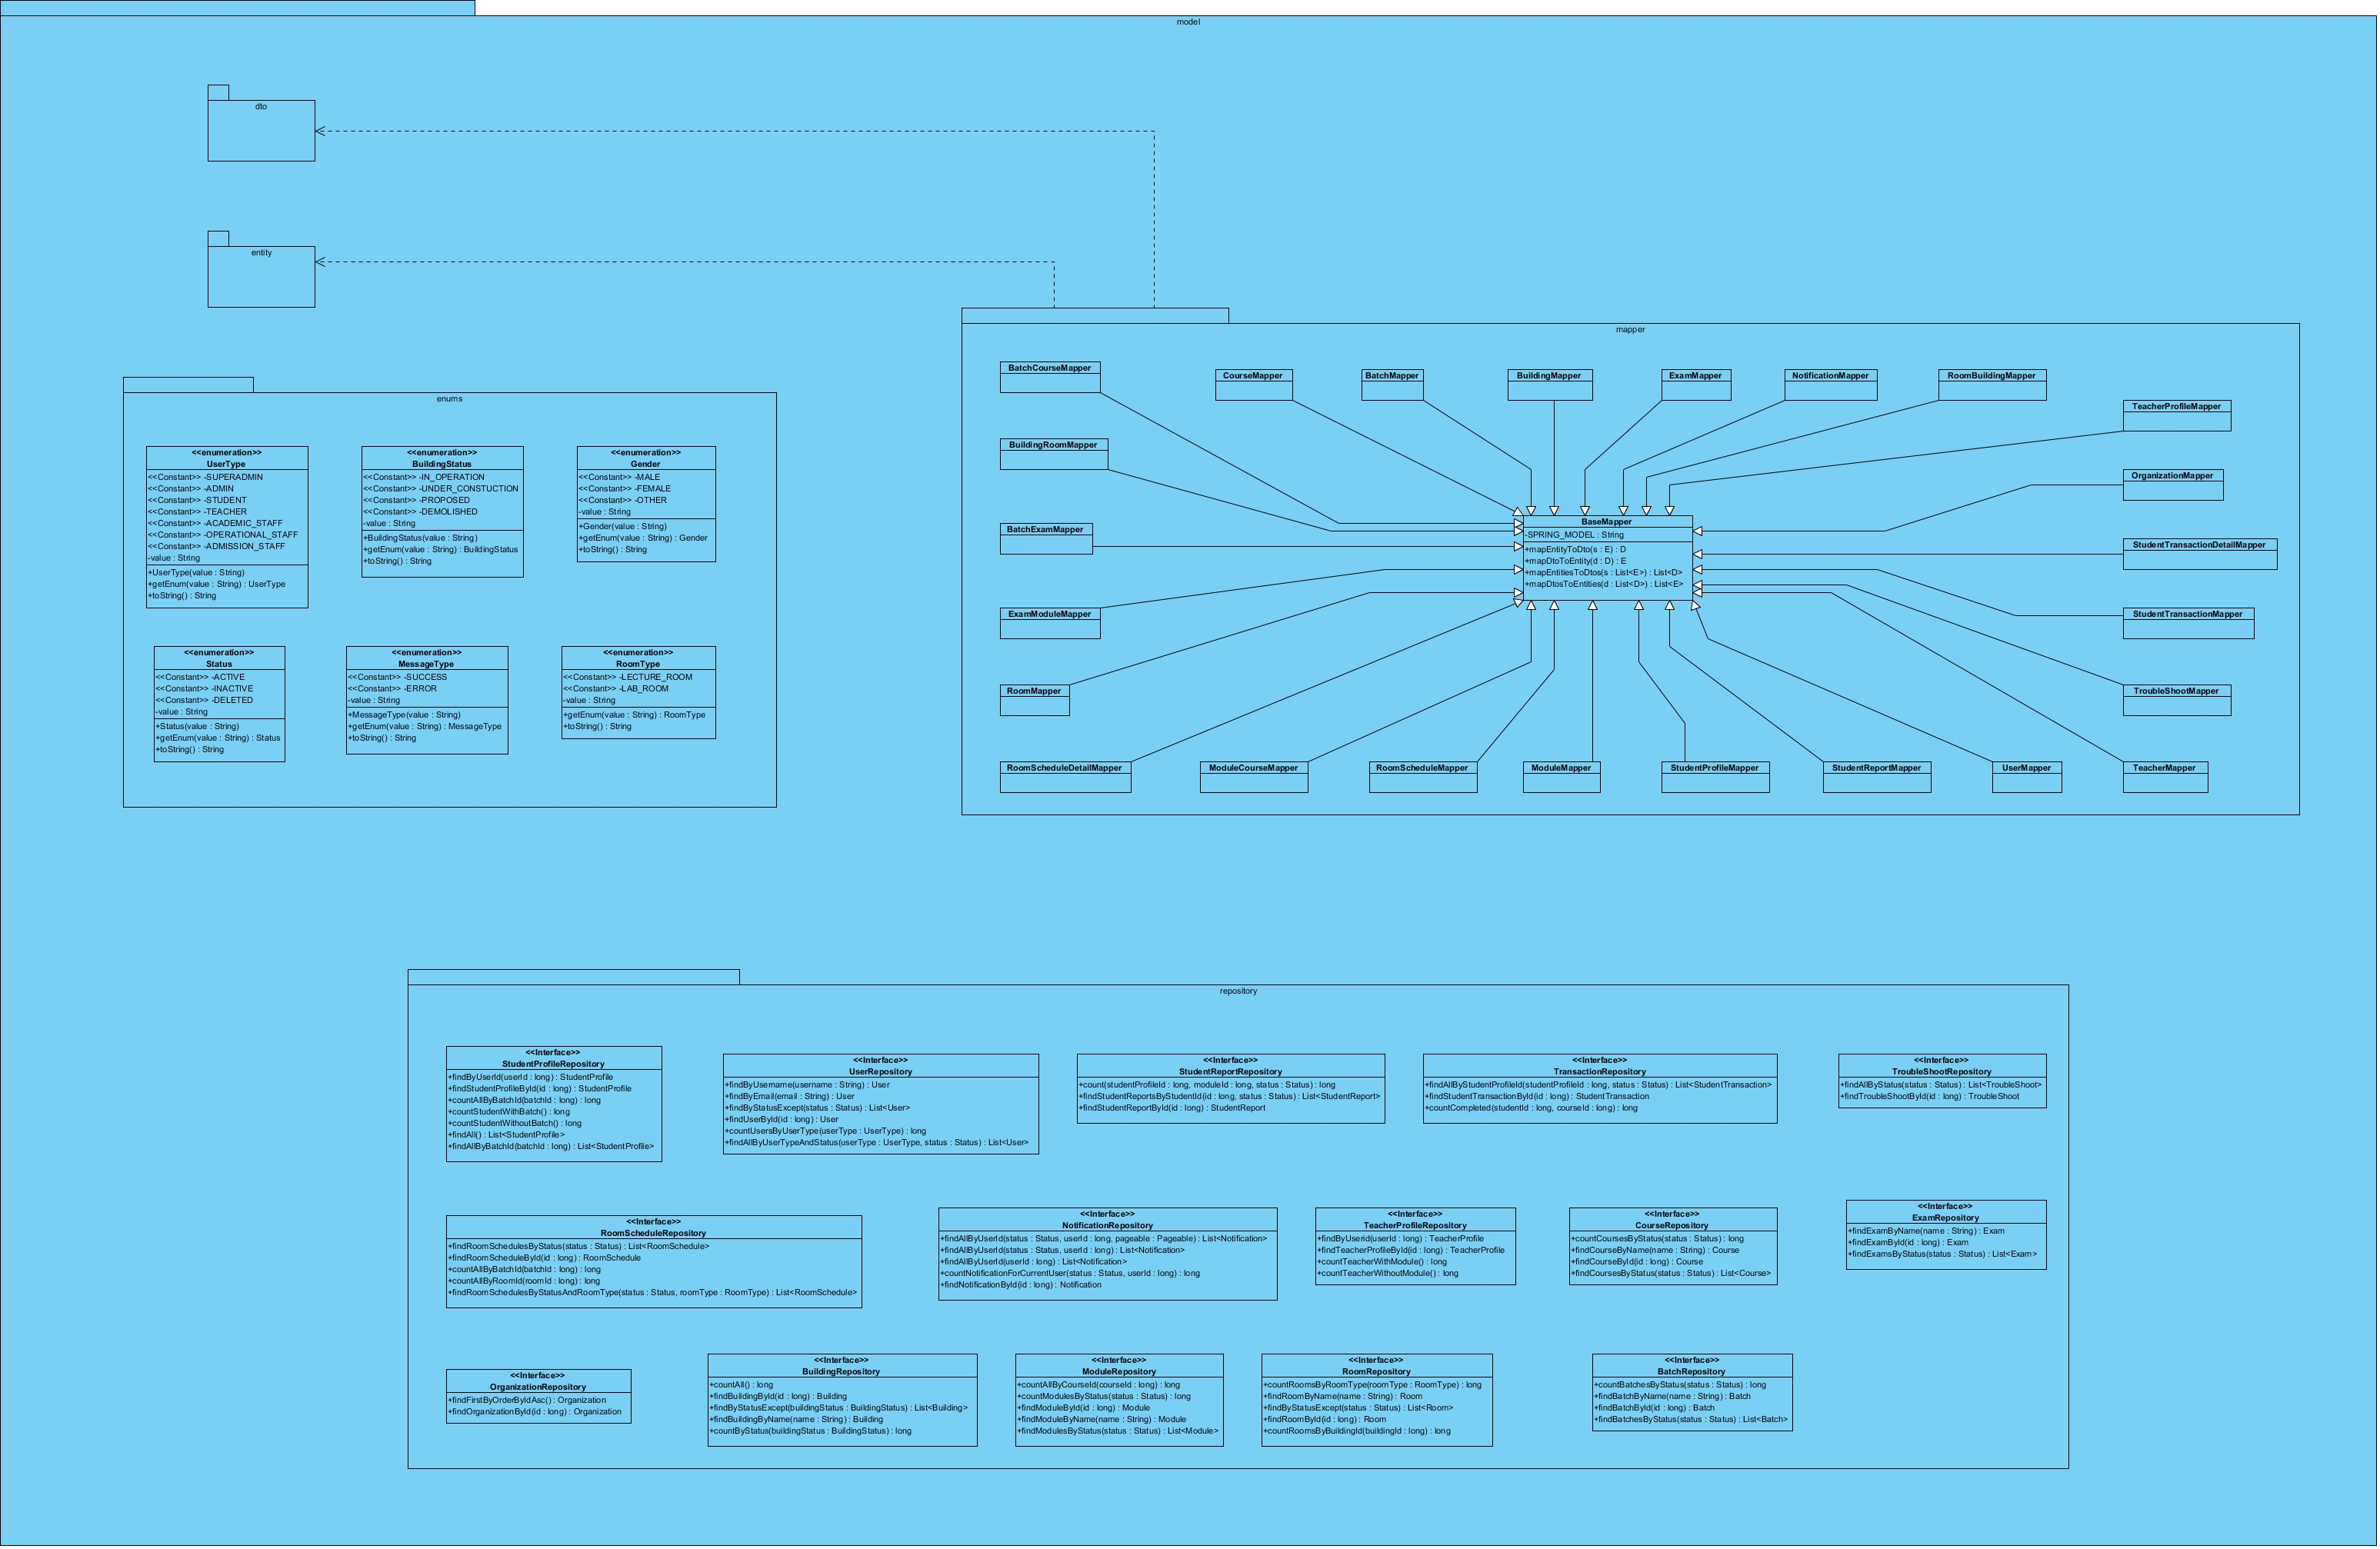 model
dto
entity
enums
<<enumeration>>
UserType
<<Constant>> -SUPERADMIN
<<Constant>> -ADMIN
<<Constant>> -STUDENT
<<Constant>> -TEACHER
<<Constant>> -ACADEMIC_STAFF
<<Constant>> -OPERATIONAL_STAFF
<<Constant>> -ADMISSION_STAFF
-value : String
+UserType(value : String)
+getEnum(value : String) : UserType
+toString() : String
<<enumeration>>
BuildingStatus
<<Constant>> -IN_OPERATION
<<Constant>> -UNDER_CONSTUCTION
<<Constant>> -PROPOSED
<<Constant>> -DEMOLISHED
-value : String
+BuildingStatus(value : String)
+getEnum(value : String) : BuildingStatus
+toString() : String
<<enumeration>>
Gender
<<Constant>> -MALE
<<Constant>> -FEMALE
<<Constant>> -OTHER
-value : String
+Gender(value : String)
+getEnum(value : String) : Gender
+toString() : String
<<enumeration>>
Status
<<Constant>> -ACTIVE
<<Constant>> -INACTIVE
<<Constant>> -DELETED
-value : String
+Status(value : String)
+getEnum(value : String) : Status
+toString() : String
<<enumeration>>
MessageType
<<Constant>> -SUCCESS
<<Constant>> -ERROR
-value : String
+MessageType(value : String)
+getEnum(value : String) : MessageType
+toString() : String
<<enumeration>>
RoomType
<<Constant>> -LECTURE_ROOM
<<Constant>> -LAB_ROOM
-value : String
+getEnum(value : String) : RoomType
+toString() : String
mapper
BatchCourseMapper
CourseMapper
BatchMapper
BuildingMapper
ExamMapper
NotificationMapper
RoomBuildingMapper
TeacherProfileMapper
BuildingRoomMapper
OrganizationMapper
BatchExamMapper
BaseMapper
-SPRING_MODEL : String
+mapEntityToDto(s : E) : D
+mapDtoToEntity(d : D) : E
+mapEntitiesToDtos(s : List<E>) : List<D>
+mapDtosToEntities(d : List<D>) : List<E>
StudentTransactionDetailMapper
ExamModuleMapper
StudentTransactionMapper
RoomMapper
TroubleShootMapper
RoomScheduleDetailMapper
ModuleCourseMapper
RoomScheduleMapper
ModuleMapper
StudentProfileMapper
StudentReportMapper
UserMapper
TeacherMapper
repository
<<Interface>>
StudentProfileRepository
+findByUserId(userId : long) : StudentProfile
+findStudentProfileById(id : long) : StudentProfile
+countAllByBatchId(batchId : long) : long
+countStudentWithBatch() : long
+countStudentWithoutBatch() : long
+findAll() : List<StudentProfile>
+findAllByBatchId(batchId : long) : List<StudentProfile>
<<Interface>>
UserRepository
+findByUsername(username : String) : User
+findByEmail(email : String) : User
+findByStatusExcept(status : Status) : List<User>
+findUserById(id : long) : User
+countUsersByUserType(userType : UserType) : long
+findAllByUserTypeAndStatus(userType : UserType, status : Status) : List<User>
<<Interface>>
StudentReportRepository
+count(studentProfileId : long, moduleId : long, status : Status) : long
+findStudentReportsByStudentId(id : long, status : Status) : List<StudentReport>
+findStudentReportById(id : long) : StudentReport
<<Interface>>
TransactionRepository
+findAllByStudentProfileId(studentProfileId : long, status : Status) : List<StudentTransaction>
+findStudentTransactionById(id : long) : StudentTransaction
+countCompleted(studentId : long, courseId : long) : long
<<Interface>>
TroubleShootRepository
+findAllByStatus(status : Status) : List<TroubleShoot>
+findTroubleShootById(id : long) : TroubleShoot
<<Interface>>
RoomScheduleRepository
+findRoomSchedulesByStatus(status : Status) : List<RoomSchedule>
+findRoomScheduleById(id : long) : RoomSchedule
+countAllByBatchId(batchId : long) : long
+countAllByRoomId(roomId : long) : long
+findRoomSchedulesByStatusAndRoomType(status : Status, roomType : RoomType) : List<RoomSchedule>
<<Interface>>
NotificationRepository
+findAllByUserId(status : Status, userId : long, pageable : Pageable) : List<Notification>
+findAllByUserId(status : Status, userId : long) : List<Notification>
+findAllByUserId(userId : long) : List<Notification>
+countNotificationForCurrentUser(status : Status, userId : long) : long
+findNotificationById(id : long) : Notification
<<Interface>>
TeacherProfileRepository
+findByUserid(userId : long) : TeacherProfile
+findTeacherProfileById(id : long) : TeacherProfile
+countTeacherWithModule() : long
+countTeacherWithoutModule() : long
<<Interface>>
CourseRepository
+countCoursesByStatus(status : Status) : long
+findCourseByName(name : String) : Course
+findCourseById(id : long) : Course
+findCoursesByStatus(status : Status) : List<Course>
<<Interface>>
ExamRepository
+findExamByName(name : String) : Exam
+findExamById(id : long) : Exam
+findExamsByStatus(status : Status) : List<Exam>
<<Interface>>
OrganizationRepository
+findFirstByOrderByIdAsc() : Organization
+findOrganizationById(id : long) : Organization
<<Interface>>
BuildingRepository
+countAll() : long
+findBuildingById(id : long) : Building
+findByStatusExcept(buildingStatus : BuildingStatus) : List<Building>
+findBuildingByName(name : String) : Building
+countByStatus(buildingStatus : BuildingStatus) : long
<<Interface>>
ModuleRepository
+countAllByCourseId(courseId : long) : long
+countModulesByStatus(status : Status) : long
+findModuleById(id : long) : Module
+findModuleByName(name : String) : Module
+findModulesByStatus(status : Status) : List<Module>
<<Interface>>
RoomRepository
+countRoomsByRoomType(roomType : RoomType) : long
+findRoomByName(name : String) : Room
+findByStatusExcept(status : Status) : List<Room>
+findRoomById(id : long) : Room
+countRoomsByBuildingId(buildingId : long) : long
<<Interface>>
BatchRepository
+countBatchesByStatus(status : Status) : long
+findBatchByName(name : String) : Batch
+findBatchById(id : long) : Batch
+findBatchesByStatus(status : Status) : List<Batch>